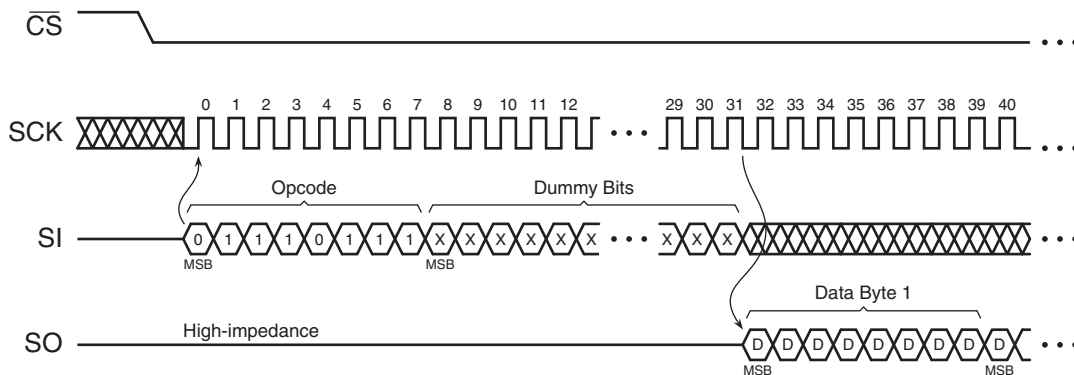 CS
0 1 2 3 4 5 6 7 8 9 10 11 12 29 30 31 32 33 34 35 36 37 38 39 40
SCK
Opcode Dummy Bits
SI 0 1 1 1 0 1 1 1 X X X X X X X X X
MSB MSB
Data Byte 1
High-impedance
SO D D D D D D D D D
MSB MSB